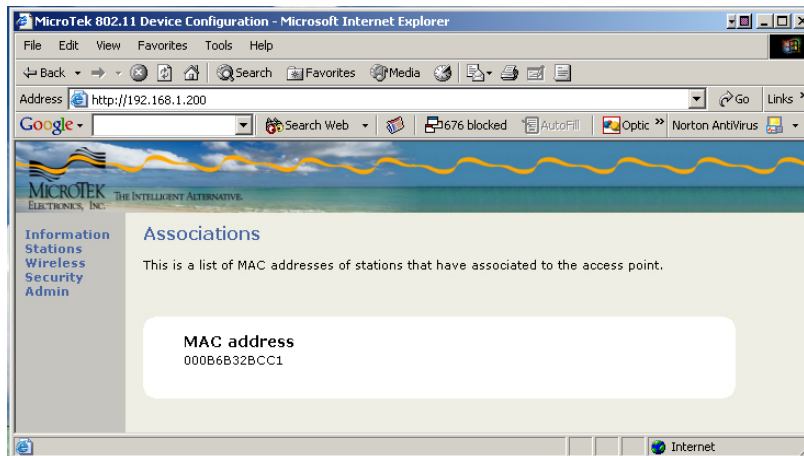 MicroTek 802.11 Device Configuration - Microsoft Internet Explorer
File Edit View Favorites Tools Help
Back Search Favorites Media
Address http://192.168.1.200 Go Links »
Google Search Web 676 blocked AutoFill Optic » Norton AntiVirus
MICROTEK THE INTELLIGENT ALTERNATIVE.
ELECTRONICS, INC.
Information
Stations
Wireless
Security
Admin
Associations
This is a list of MAC addresses of stations that have associated to the access point.
MAC address
000B6B32BCC1
Internet